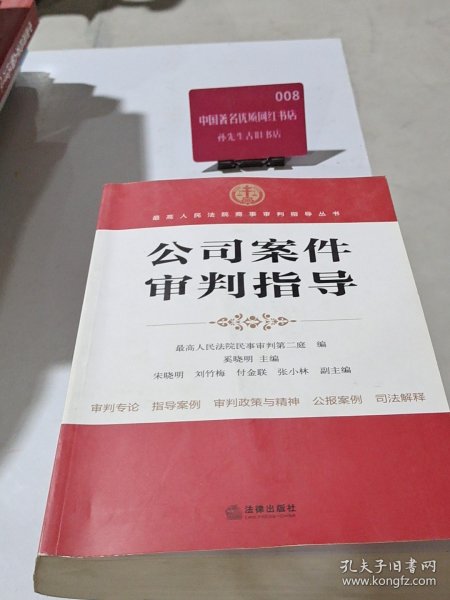 008
中国著名优质网红书店
孙先生古旧书店
最高人民法院商事审判指导丛书
公司案件
审判指导
最高人民法院民事审判第二庭 编
奚晓明 主编
宋晓明 刘竹梅 付金联 张小林 副主编
审判专论 指导案例 审判政策与精神 公报案例 司法解释
法律出版社
LAW PRESS·CHINA
孔夫子旧书网
www.kongfz.com